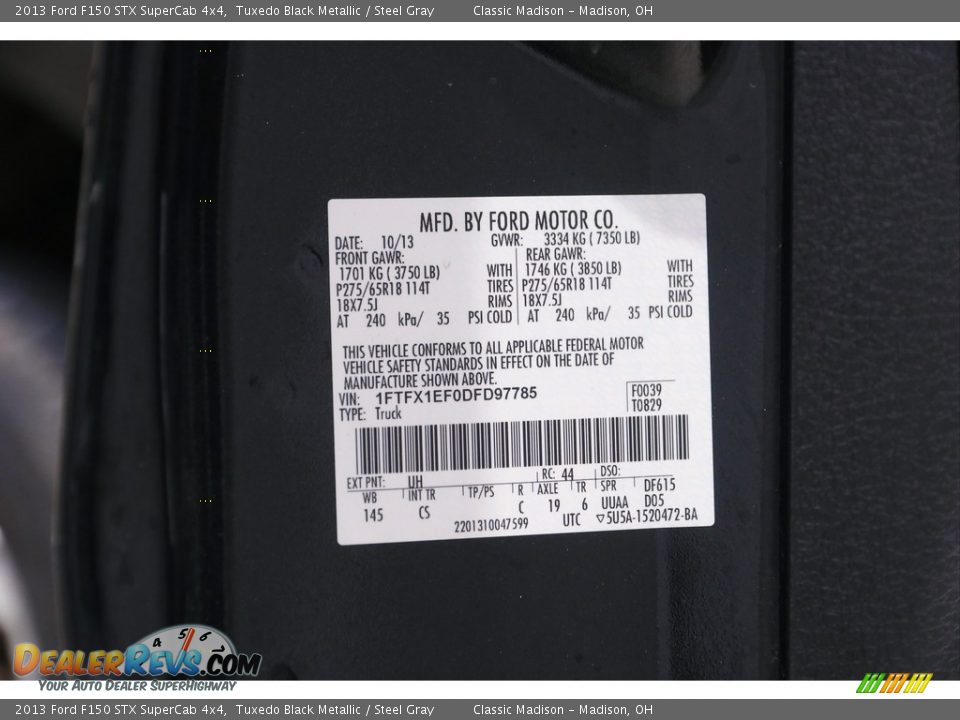 2013 Ford F150 STX SuperCab 4x4,  Tuxedo Black Metallic / Steel Gray     Classic Madison – Madison, OH
MFD. BY FORD MOTOR CO.
DATE: 10/13 GVWR: 3334 KG ( 7350 LB)
FRONT GAWR: REAR GAWR:
1701 KG ( 3750 LB) WITH 1746 KG ( 3850 LB) WITH
P275/65R18 114T TIRES P275/65R18 114T TIRES
18X7.5J RIMS 18X7.5J RIMS
AT 240 kPa/ 35 PSI COLD AT 240 kPa/ 35 PSI COLD
THIS VEHICLE CONFORMS TO ALL APPLICABLE FEDERAL MOTOR
VEHICLE SAFETY STANDARDS IN EFFECT ON THE DATE OF
MANUFACTURE SHOWN ABOVE.
VIN: 1FTFX1EF0DFD97785 F0039
TYPE: Truck T0829
EXT PNT: UH RC: 44 DSO:
WB INT TR TP/PS R AXLE TR SPR DF615
145 CS C 19 6 UUAA D05
2201310047599 UTC ▽5U5A-1520472-BA
4 5 6
DEALERREVS.COM
YOUR AUTO DEALER SUPERHIGHWAY
2013 Ford F150 STX SuperCab 4x4,  Tuxedo Black Metallic / Steel Gray     Classic Madison – Madison, OH